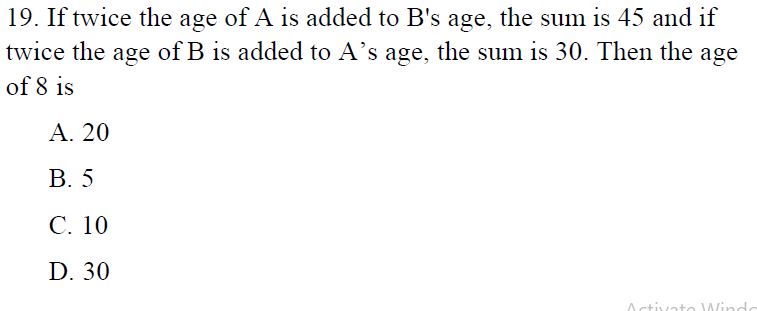 19. If twice the age of A is added to B's age, the sum is 45 and if
twice the age of B is added to A’s age, the sum is 30. Then the age
of 8 is
A. 20
B. 5
C. 10
D. 30